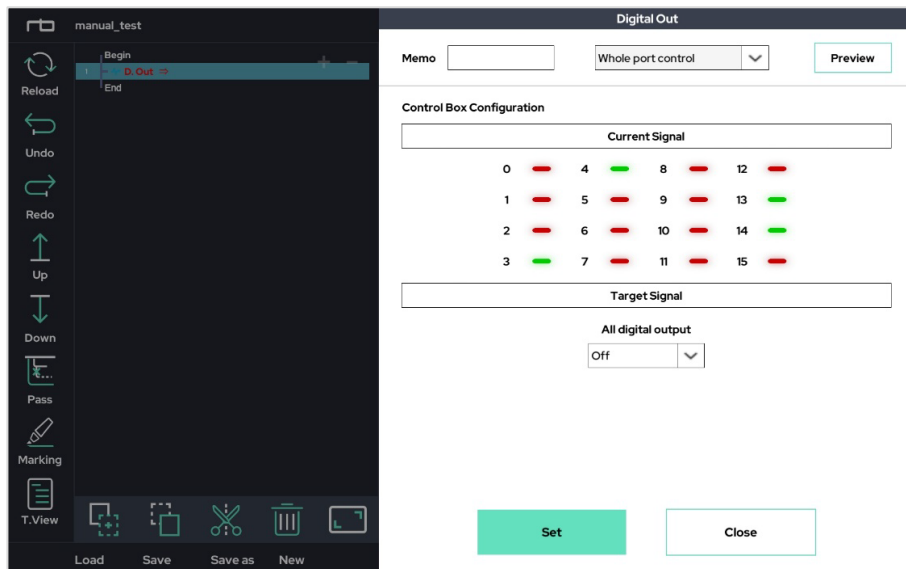 rb
manual_test
Reload
Undo
Redo
Up
Down
Pass
Marking
T.View
Begin
1 D. Out ⇒
End
Load Save Save as New
Digital Out
Memo Whole port control Preview
Control Box Configuration
Current Signal
0 4 8 12
1 5 9 13
2 6 10 14
3 7 11 15
Target Signal
All digital output
Off
Set Close